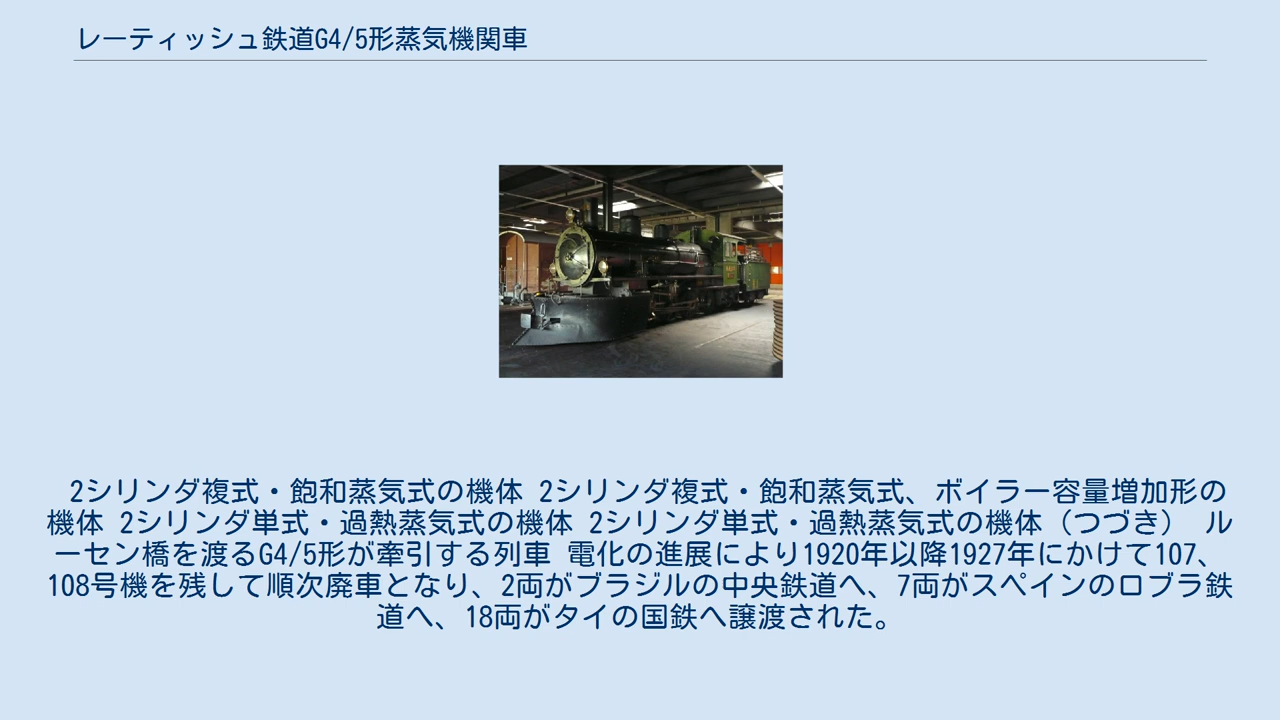 レーティッシュ鉄道G4/5形蒸気機関車
2シリンダ複式・飽和蒸気式の機体 2シリンダ複式・飽和蒸気式、ボイラー容量増加形の
機体 2シリンダ単式・過熱蒸気式の機体 2シリンダ単式・過熱蒸気式の機体（つづき） ル
ーセン橋を渡るG4/5形が牽引する列車 電化の進展により1920年以降1927年にかけて107、
108号機を残して順次廃車となり、2両がブラジルの中央鉄道へ、7両がスペインのロブラ鉄
道へ、18両がタイの国鉄へ譲渡された。